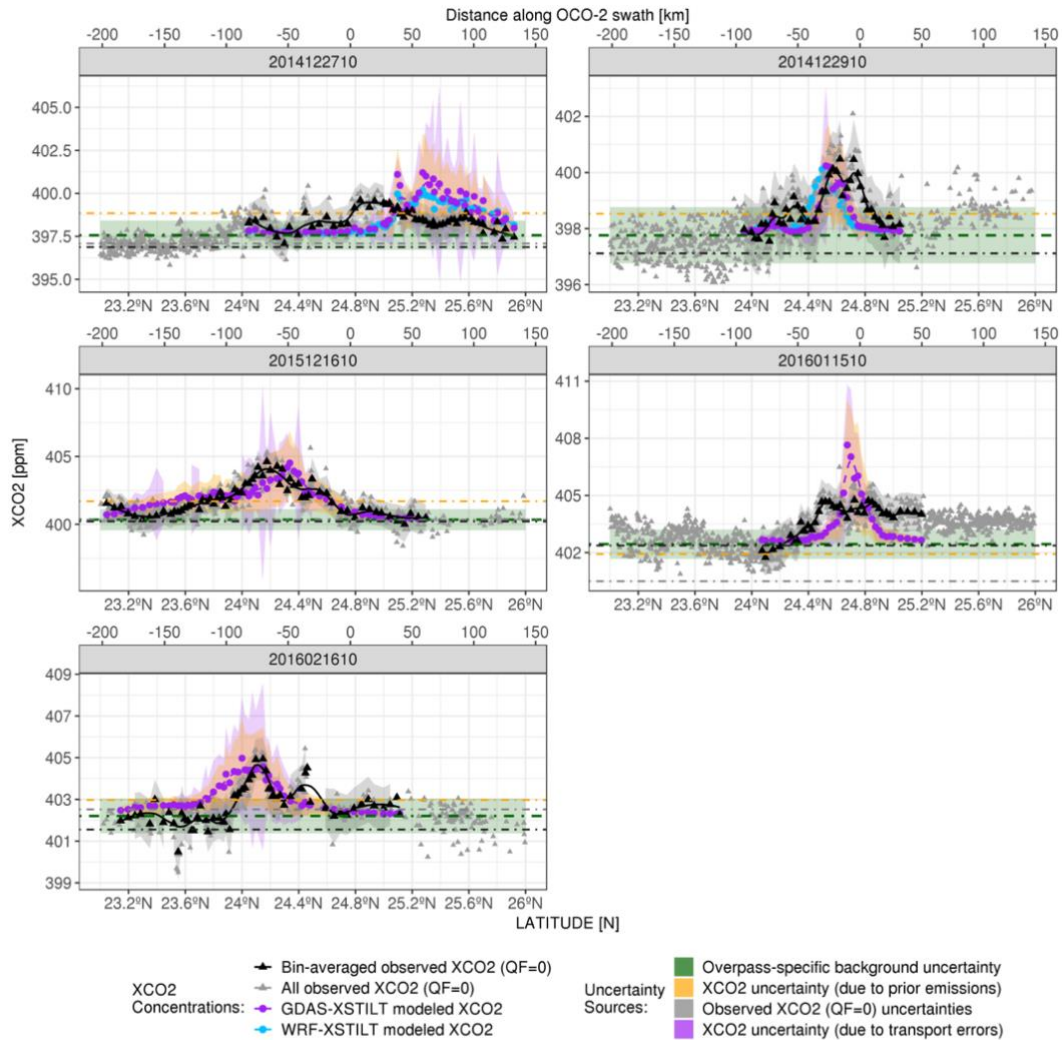 Distance along OCO-2 swath [km]
-200 -150 -100 -50 0 50 100 150
-200 -150 -100 -50 0 50 100 150
2014122710
2014122910
405.0
402.5
400.0
397.5
395.0
402
400
398
396
23.2ºN 23.6ºN 24ºN 24.4ºN 24.8ºN 25.2ºN 25.6ºN 26ºN
23.2ºN 23.6ºN 24ºN 24.4ºN 24.8ºN 25.2ºN 25.6ºN 26ºN
-200 -150 -100 -50 0 50 100 150
-200 -150 -100 -50 0 50 100 150
2015121610
2016011510
410
405
400
411
408
405
402
XCO2 [ppm]
23.2ºN 23.6ºN 24ºN 24.4ºN 24.8ºN 25.2ºN 25.6ºN 26ºN
23.2ºN 23.6ºN 24ºN 24.4ºN 24.8ºN 25.2ºN 25.6ºN 26ºN
-200 -150 -100 -50 0 50 100 150
2016021610
409
407
405
403
401
399
23.2ºN 23.6ºN 24ºN 24.4ºN 24.8ºN 25.2ºN 25.6ºN 26ºN
LATITUDE [N]
XCO2
Concentrations:
Bin-averaged observed XCO2 (QF=0)
All observed XCO2 (QF=0)
GDAS-XSTILT modeled XCO2
WRF-XSTILT modeled XCO2
Uncertainty
Sources:
Overpass-specific background uncertainty
XCO2 uncertainty (due to prior emissions)
Observed XCO2 (QF=0) uncertainties
XCO2 uncertainty (due to transport errors)